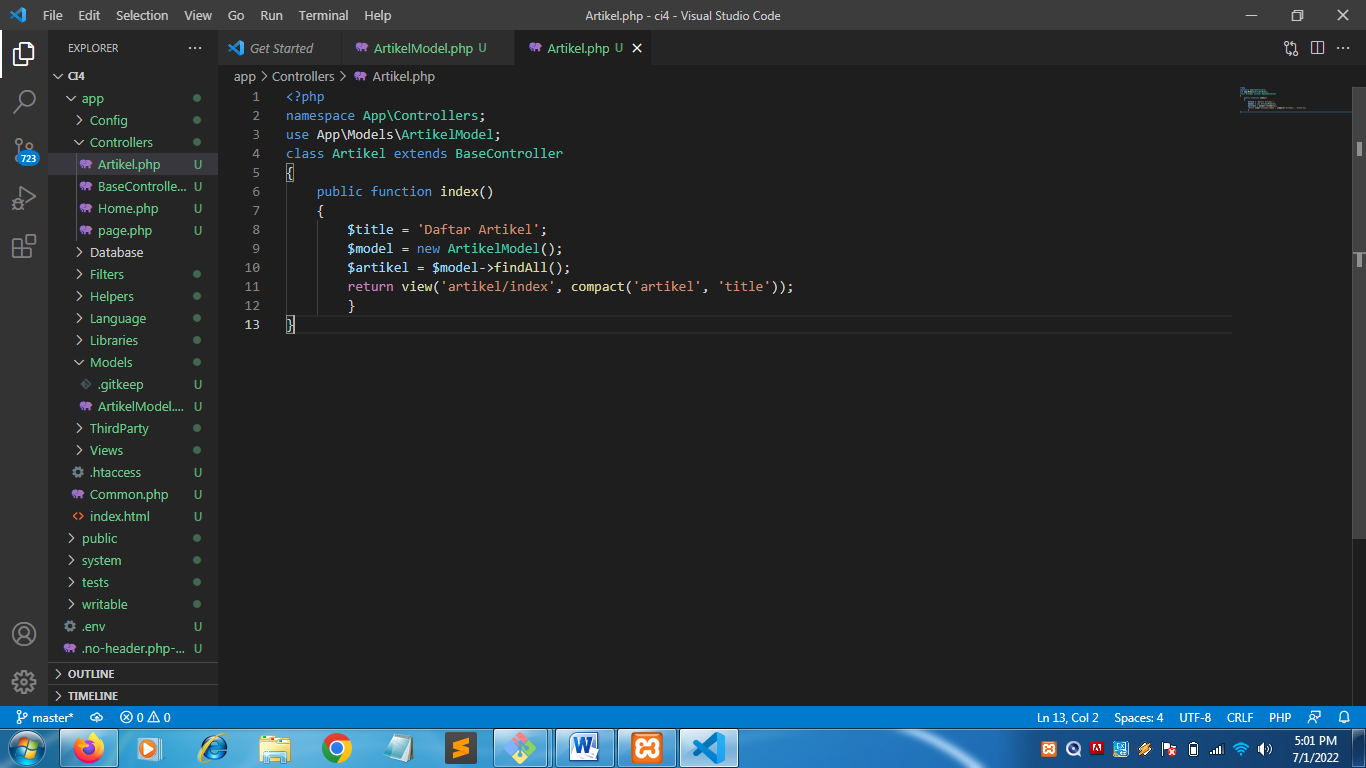 File Edit Selection View Go Run Terminal Help Artikel.php - ci4 - Visual Studio Code
EXPLORER
CI4
app
Config
Controllers
Artikel.php U
BaseControlle... U
Home.php U
page.php U
Database
Filters
Helpers
Language
Libraries
Models
.gitkeep U
ArtikelModel.... U
ThirdParty
Views
.htaccess U
Common.php U
index.html U
public
system
tests
writable
.env U
.no-header.php-... U
OUTLINE
TIMELINE
723
Get Started ArtikelModel.php U Artikel.php U
app > Controllers > Artikel.php
1 <?php
2 namespace App\Controllers;
3 use App\Models\ArtikelModel;
4 class Artikel extends BaseController
5 {
6     public function index()
7     {
8         $title = 'Daftar Artikel';
9         $model = new ArtikelModel();
10         $artikel = $model->findAll();
11         return view('artikel/index', compact('artikel', 'title'));
12         }
13 }
master* 0 0 Ln 13, Col 2 Spaces: 4 UTF-8 CRLF PHP
5:01 PM
7/1/2022